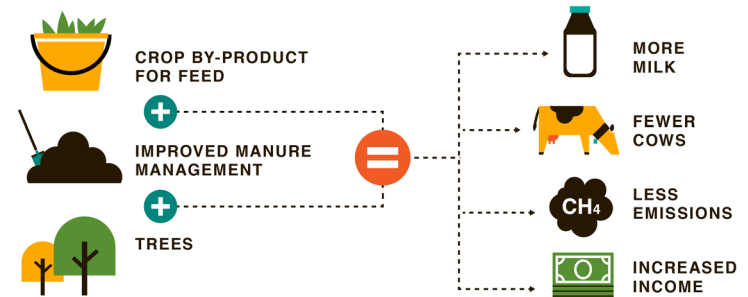 CROP BY-PRODUCT
FOR FEED
+
IMPROVED MANURE
MANAGEMENT
+
TREES
=
MORE
MILK
FEWER
COWS
CH₄
LESS
EMISSIONS
INCREASED
INCOME